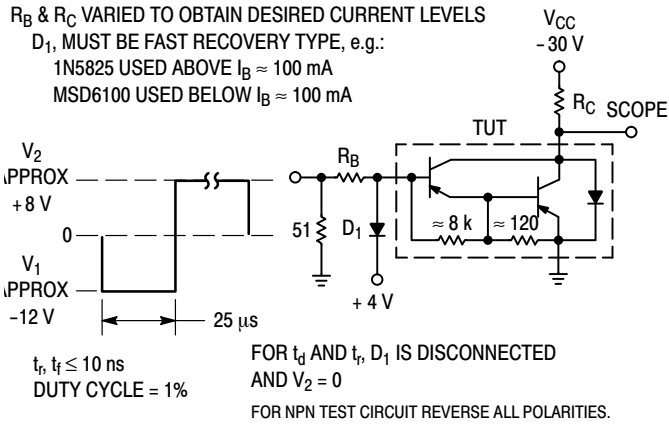 R_B & R_C VARIED TO OBTAIN DESIRED CURRENT LEVELS
D_1, MUST BE FAST RECOVERY TYPE, e.g.:
1N5825 USED ABOVE I_B ≈ 100 mA
MSD6100 USED BELOW I_B ≈ 100 mA
V_CC
-30 V
R_C SCOPE
TUT
V_2
APPROX
+8 V
R_B
0
51
D_1
≈ 8 k
≈ 120
V_1
APPROX
-12 V
+ 4 V
25 μs
t_r, t_f ≤ 10 ns
DUTY CYCLE = 1%
FOR t_d AND t_r, D_1 IS DISCONNECTED
AND V_2 = 0
FOR NPN TEST CIRCUIT REVERSE ALL POLARITIES.